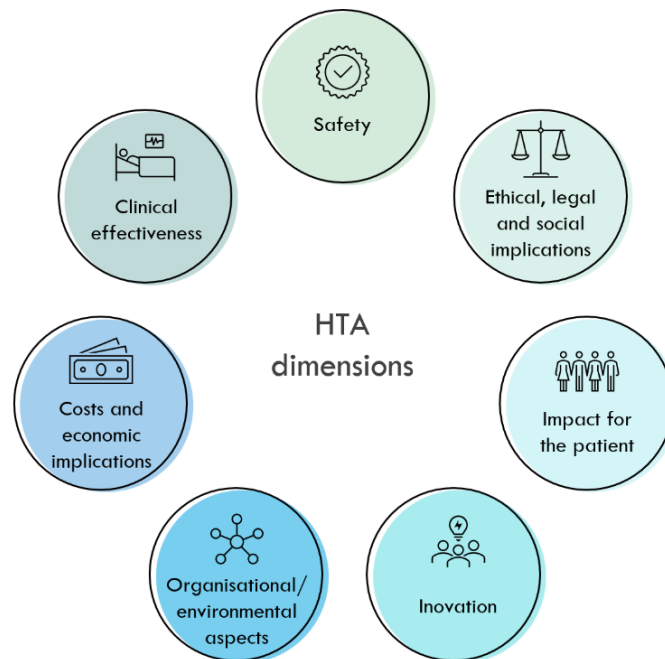 Safety
Clinical
effectiveness
Ethical, legal
and social
implications
HTA
dimensions
Costs and
economic
implications
Impact for
the patient
Organisational/
environmental
aspects
Inovation